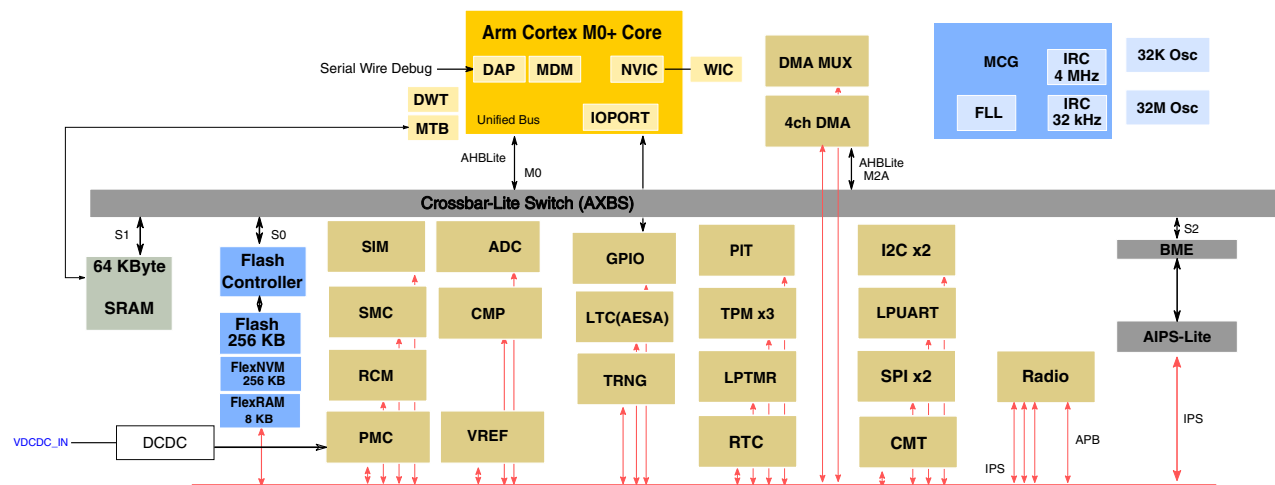 Arm Cortex M0+ Core
Serial Wire Debug
DAP
MDM
NVIC
WIC
DWT
MTB
Unified Bus
IOPORT
DMA MUX
4ch DMA
MCG
IRC
4 MHz
FLL
IRC
32 kHz
32K Osc
32M Osc
AHBLite
M0
AHBLite
M2A
Crossbar-Lite Switch (AXBS)
S1
S0
S2
64 KByte
SRAM
Flash
Controller
Flash
256 KB
FlexNVM
256 KB
FlexRAM
8 KB
SIM
SMC
RCM
PMC
ADC
CMP
VREF
GPIO
LTC(AESA)
TRNG
PIT
TPM x3
LPTMR
RTC
I2C x2
LPUART
SPI x2
CMT
Radio
BME
AIPS-Lite
IPS
APB
IPS
VDCDC_IN
DCDC